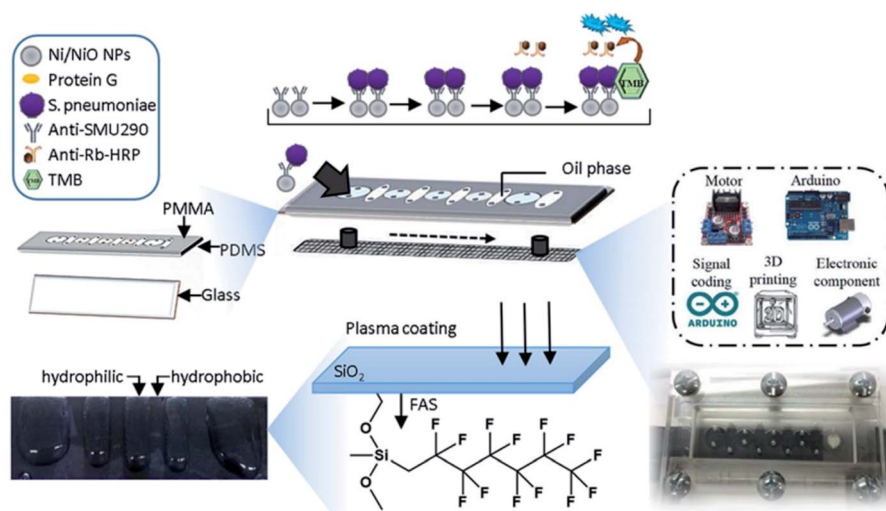 Ni/NiO NPs
Protein G
S. pneumoniae
Anti-SMU290
Anti-Rb-HRP
TMB
TMB
TMB
Oil phase
PMMA
PDMS
Glass
Motor
Arduino
Signal
coding
3D
printing
Electronic
component
ARDUINO
3D
Plasma coating
SiO2
FAS
hydrophilic
hydrophobic
O
Si
O
F
F
F
F
F
F
F
F
F
F
F
F
F